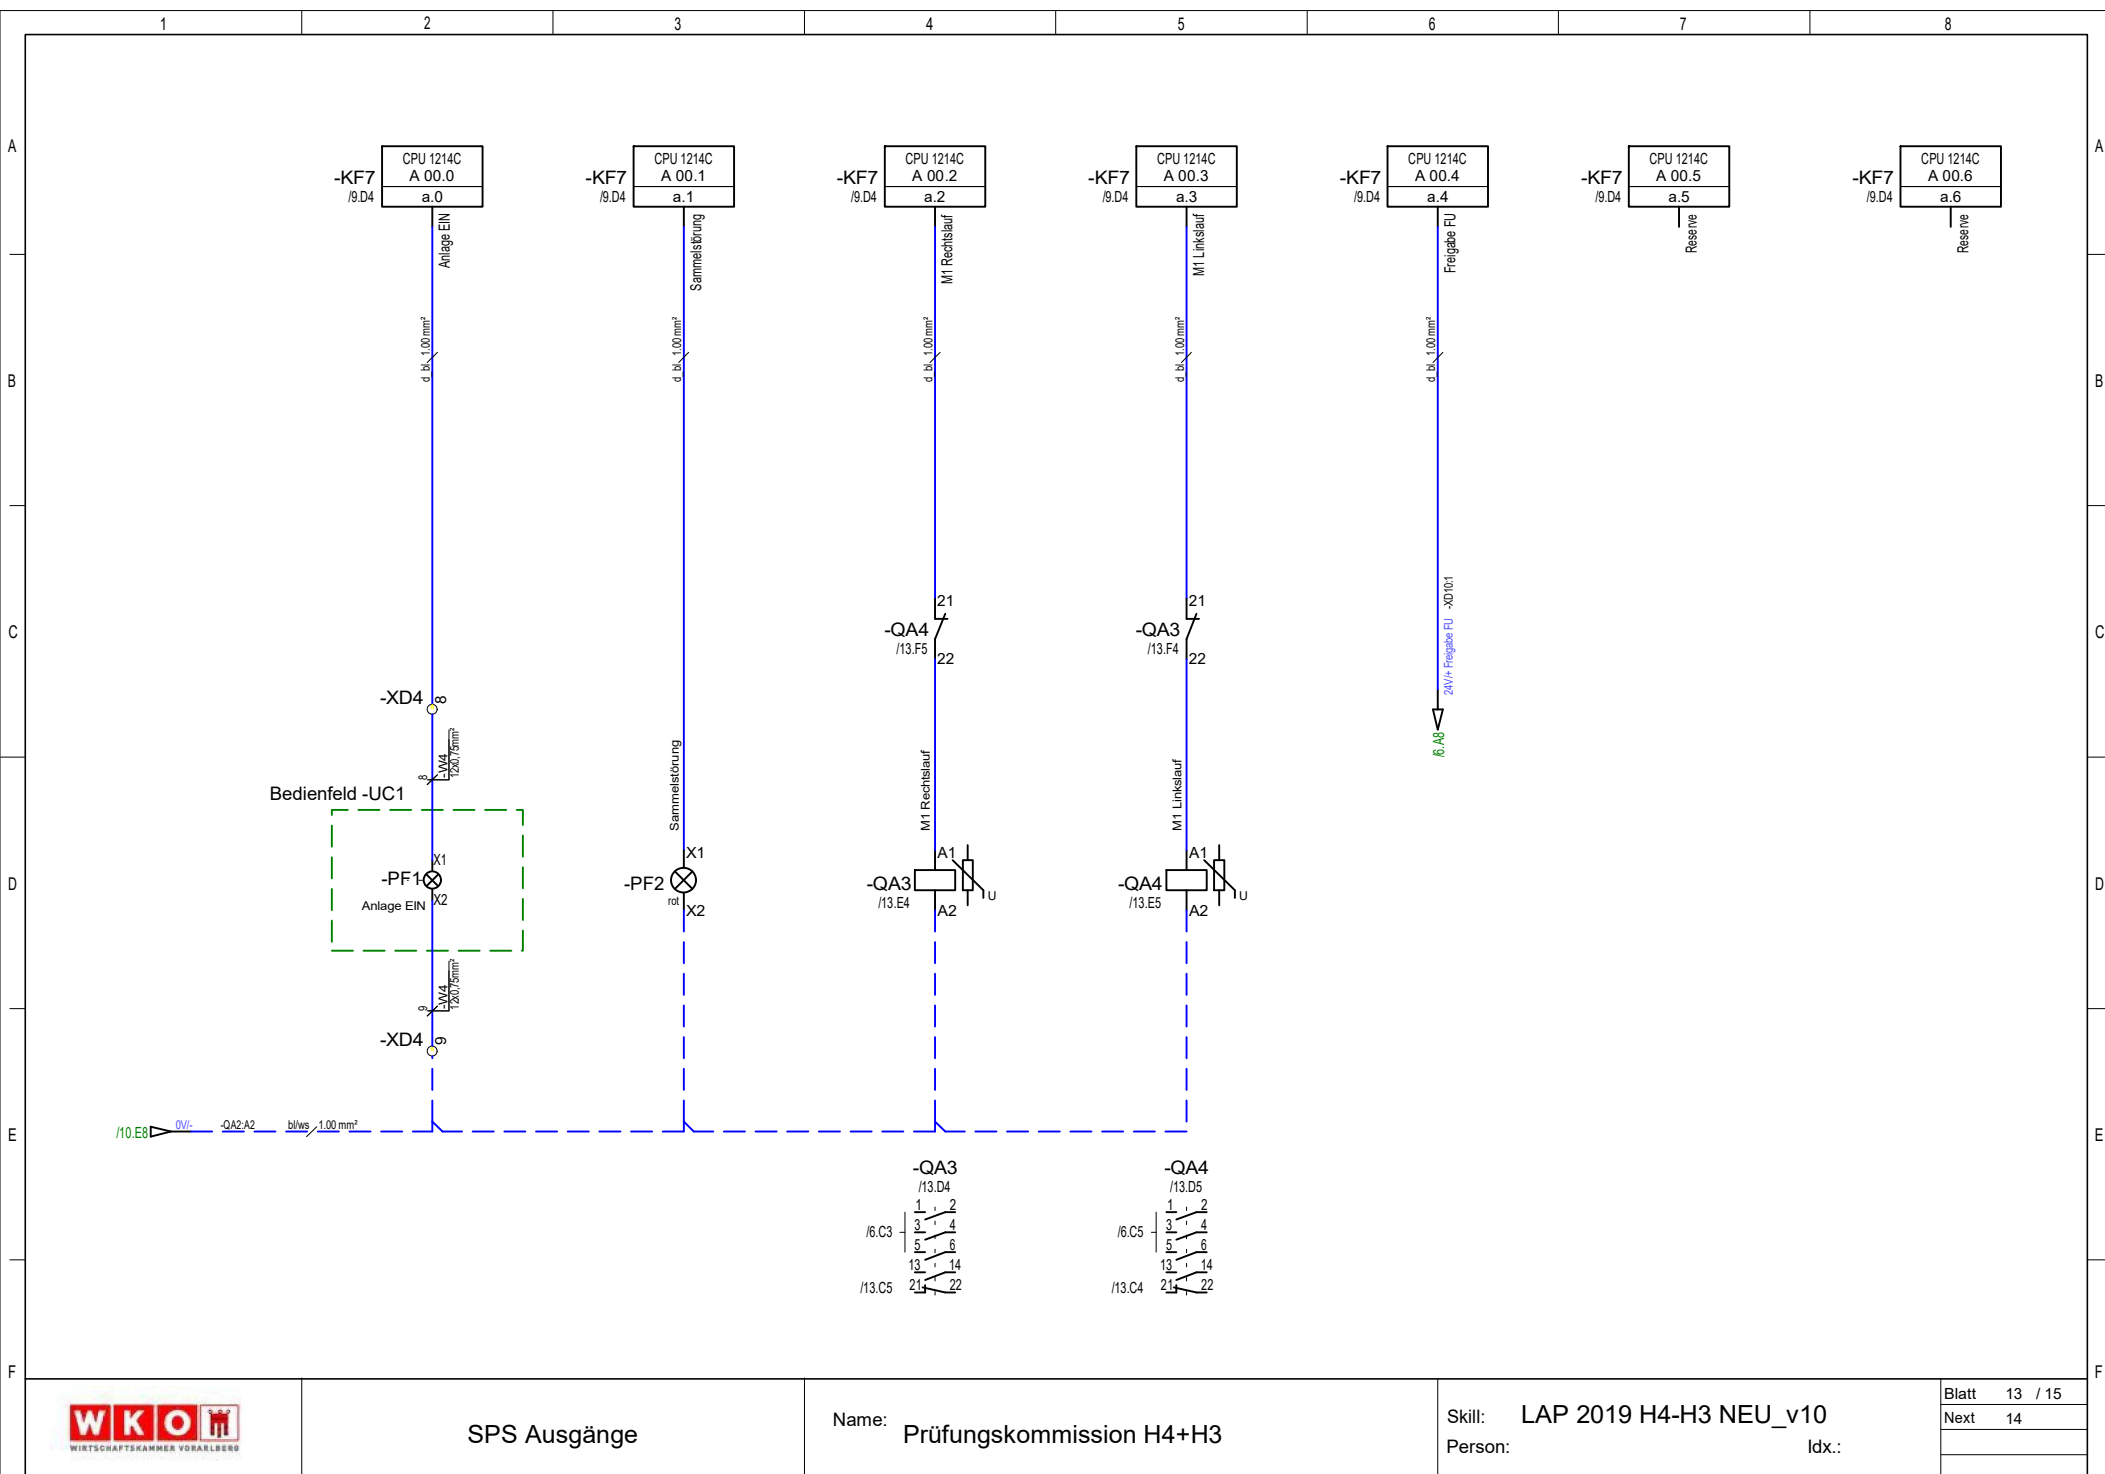 1 2 3 4 5 6 7 8
A A
CPU 1214C CPU 1214C CPU 1214C CPU 1214C CPU 1214C CPU 1214C CPU 1214C
-KF7 A 00.0 -KF7 A 00.1 -KF7 A 00.2 -KF7 A 00.3 -KF7 A 00.4 -KF7 A 00.5 -KF7 A 00.6
/9.D4 a.0 /9.D4 a.1 /9.D4 a.2 /9.D4 a.3 /9.D4 a.4 /9.D4 a.5 /9.D4 a.6
Anlage EIN Sammelstörung M1 Rechtslauf M1 Linkslauf Freigabe FU Reserve Reserve
d bl 1.00 mm² d bl 1.00 mm² d bl 1.00 mm² d bl 1.00 mm² d bl 1.00 mm²
B B
21 21
-QA4 -QA3
/13.F5 /13.F4
22 22
C C
24V/+ Freigabe FU -XD10:1
/6.A8
-XD4 8
8 -W4
12x0,75mm²
Bedienfeld -UC1
Sammelstörung M1 Rechtslauf M1 Linkslauf
X1 X1 A1 A1
-PF1 -PF2 -QA3 U -QA4 U
Anlage EIN rot /13.E4 /13.E5
X2 X2 A2 A2
D D
9 -W4
12x0,75mm²
-XD4 9
/10.E8 0V/- -QA2:A2 bl/ws 1.00 mm²
E E
-QA3 -QA4
/13.D4 /13.D5
1 2 1 2
/6.C3 3 4 /6.C5 3 4
5 6 5 6
13 14 13 14
/13.C5 21 22 /13.C4 21 22
F F
WKO
WIRTSCHAFTSKAMMER VORARLBERG
SPS Ausgänge
Name: Prüfungskommission H4+H3
Skill: LAP 2019 H4-H3 NEU_v10
Person: Idx.:
Blatt 13 / 15
Next 14